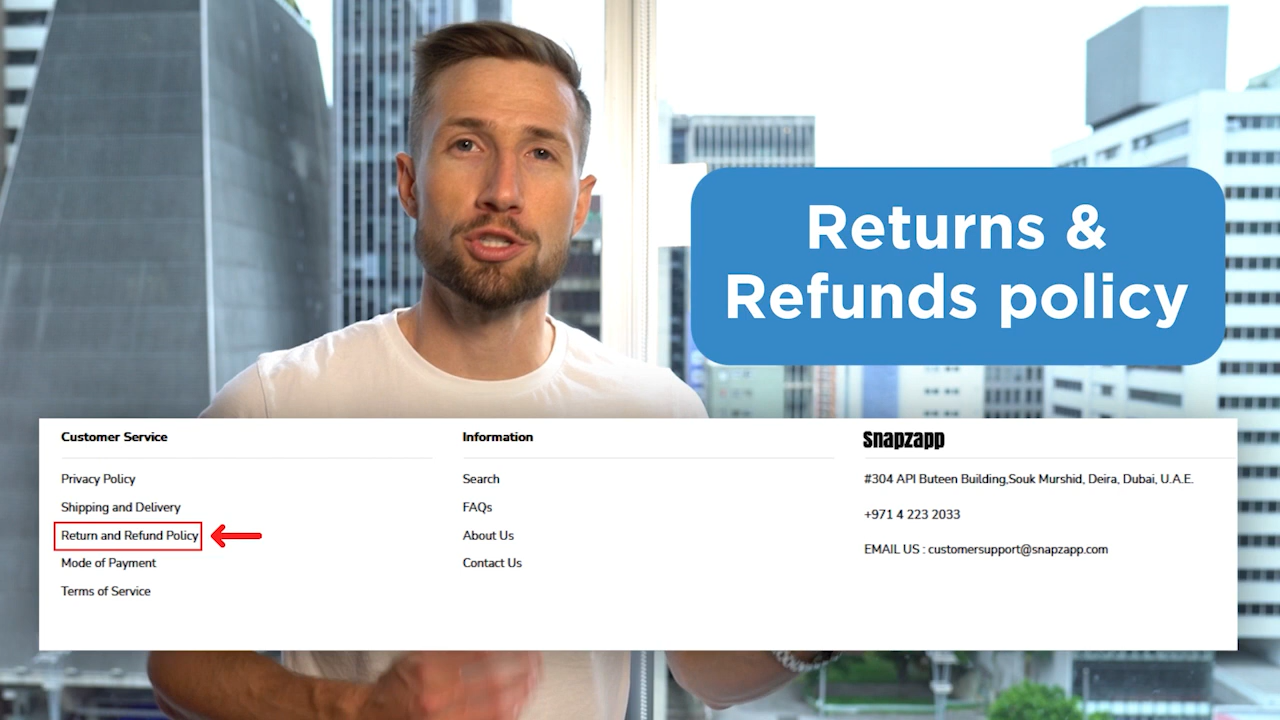 Returns &
Refunds policy
Customer Service
Privacy Policy
Shipping and Delivery
Return and Refund Policy
Mode of Payment
Terms of Service
Information
Search
FAQs
About Us
Contact Us
Snapzapp
#304 API Buteen Building,Souk Murshid, Deira, Dubai, U.A.E.
+971 4 223 2033
EMAIL US : customersupport@snapzapp.com